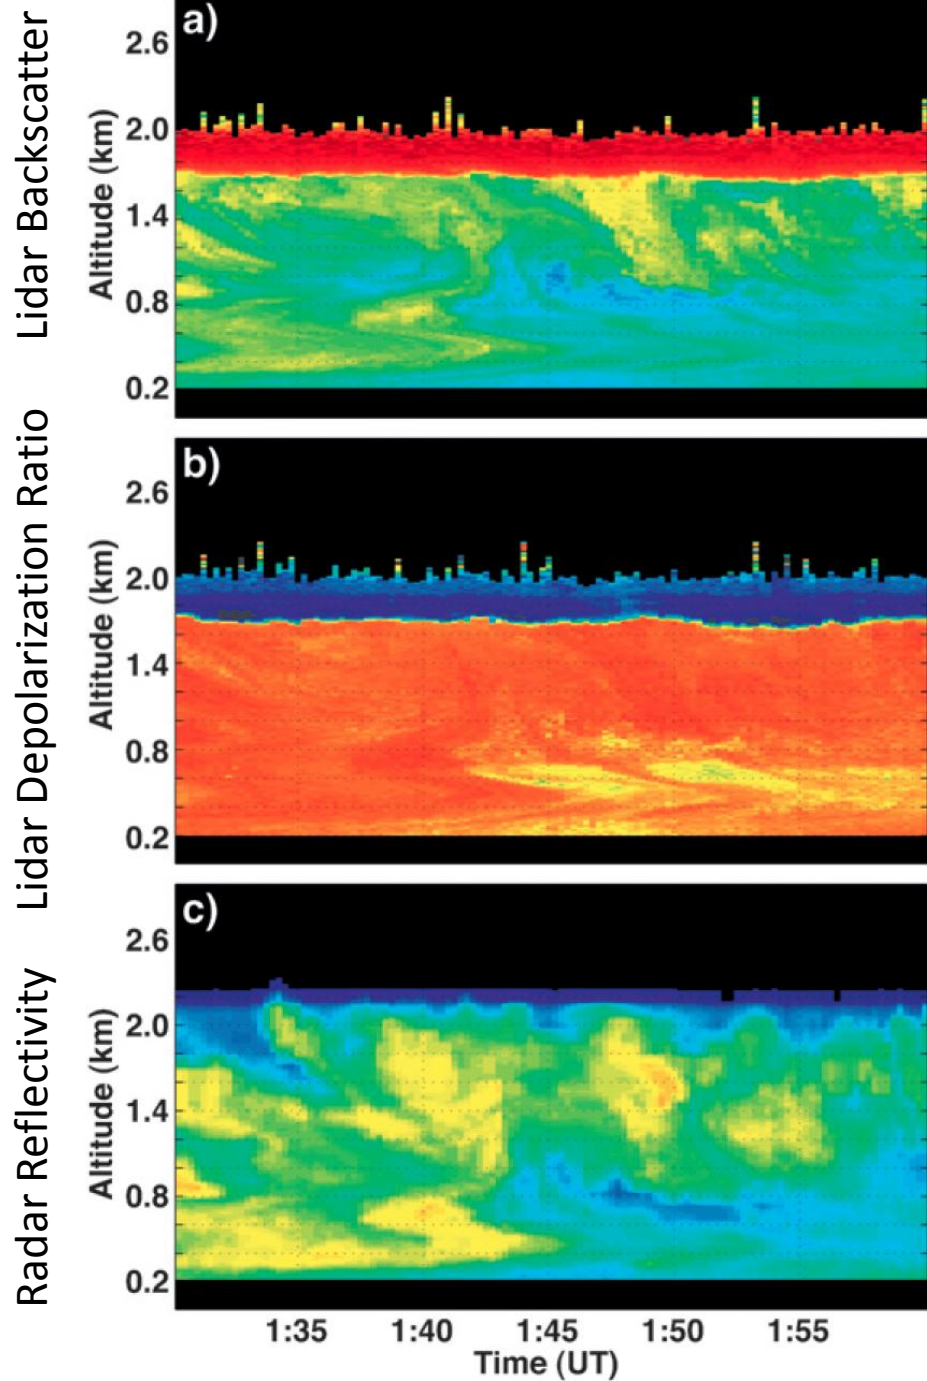 Lidar Backscatter
Altitude (km)
a)
2.6
2.0
1.4
0.8
0.2
Lidar Depolarization Ratio
Altitude (km)
b)
2.6
2.0
1.4
0.8
0.2
Radar Reflectivity
Altitude (km)
c)
2.6
2.0
1.4
0.8
0.2
1:35 1:40 1:45 1:50 1:55
Time (UT)